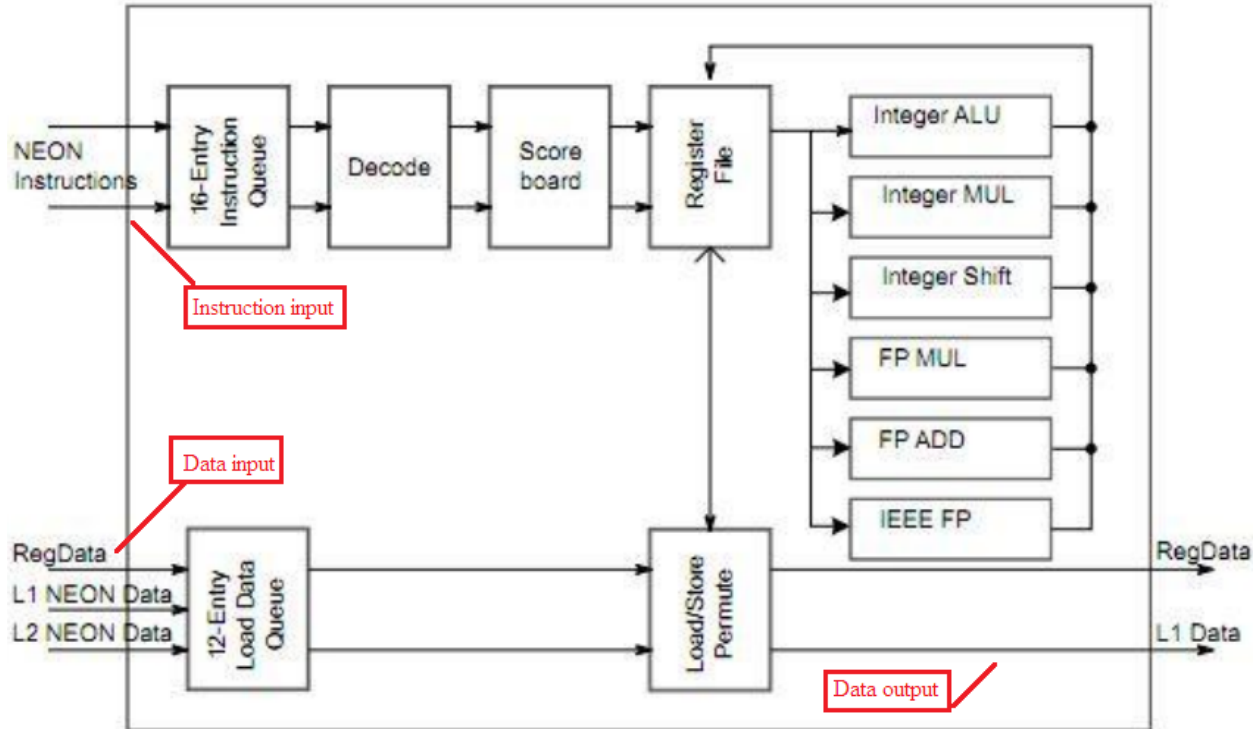 NEON
Instructions
16-Entry
Instruction
Queue
Decode
Score
board
Register
File
Integer ALU
Integer MUL
Integer Shift
FP MUL
FP ADD
IEEE FP
Instruction input
Data input
RegData
L1 NEON Data
L2 NEON Data
12-Entry
Load Data
Queue
Load/Store
Permute
RegData
L1 Data
Data output